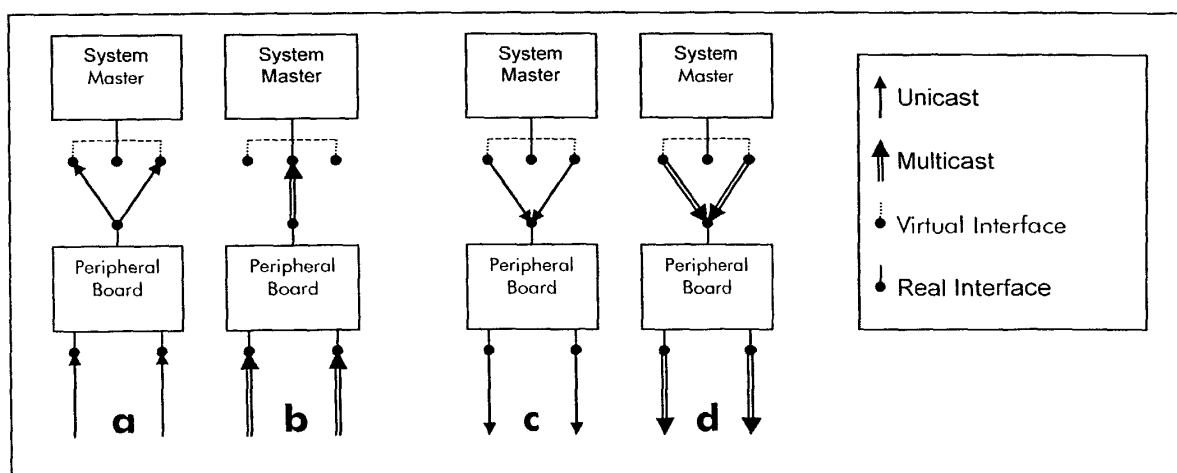 System
Master
Peripheral
Board
a
System
Master
Peripheral
Board
b
System
Master
Peripheral
Board
c
System
Master
Peripheral
Board
d
Unicast
Multicast
Virtual Interface
Real Interface